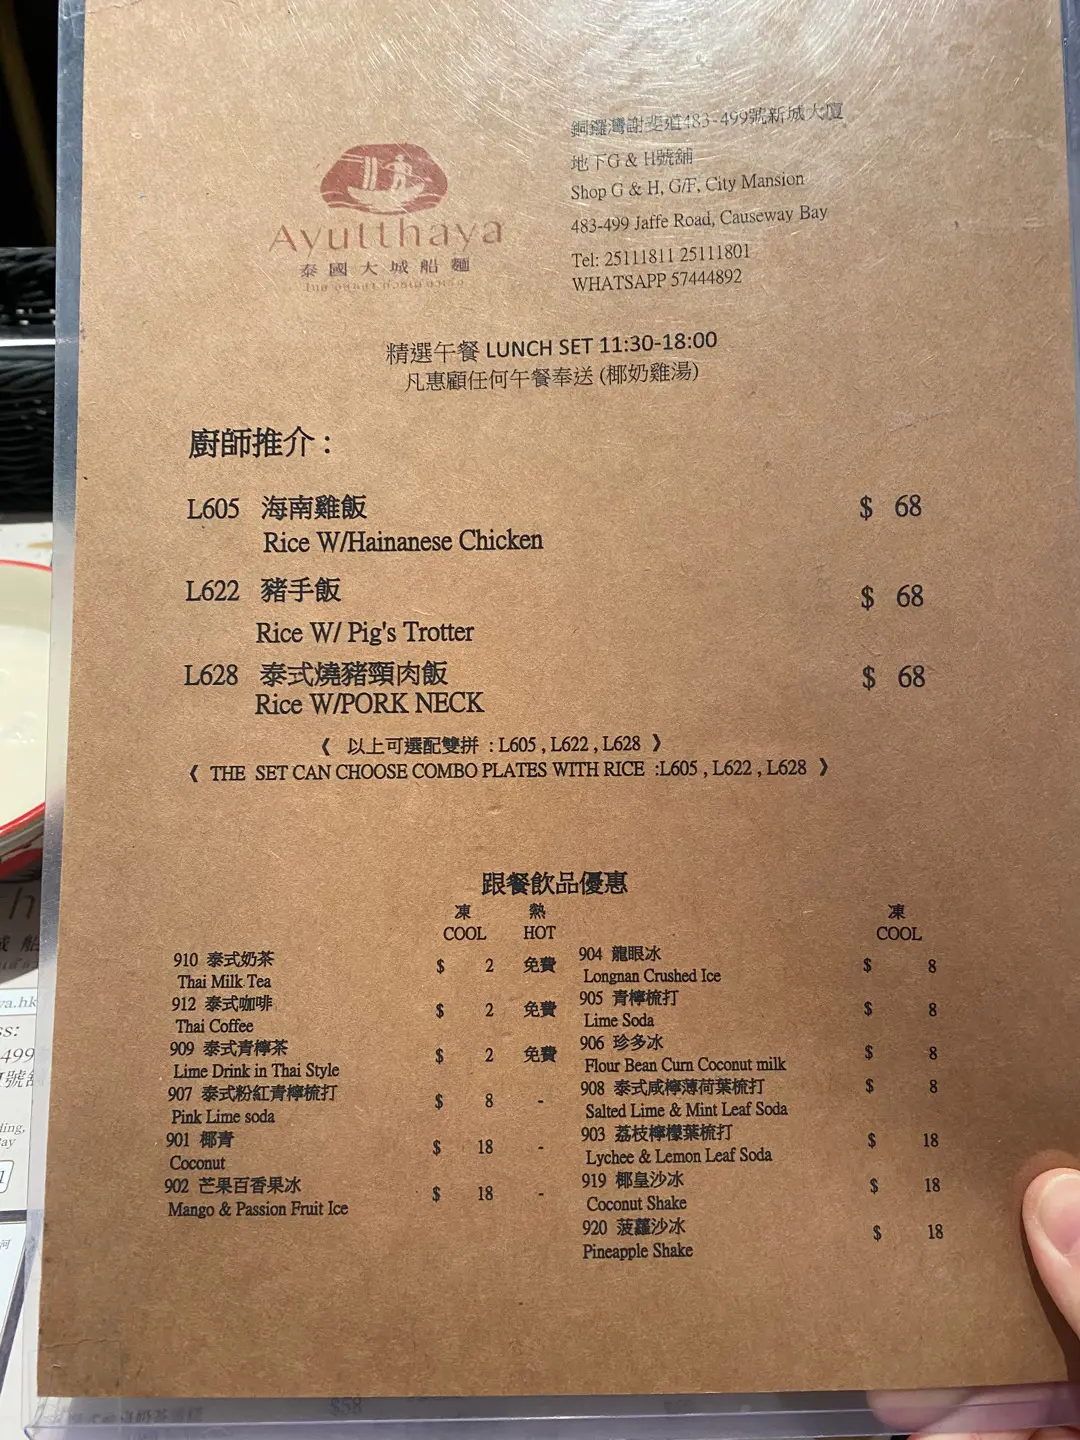 銅鑼灣謝斐道483-499號新城大廈
地下G & H號舖
Shop G & H, G/F, City Mansion
483-499 Jaffe Road, Causeway Bay
Tel: 25111811 25111801
WHATSAPP 57444892
Ayutthaya
泰國大城船麵
精選午餐 LUNCH SET 11:30-18:00
凡惠顧任何午餐奉送 (椰奶雞湯)
廚師推介 :
L605 海南雞飯 $ 68
Rice W/Hainanese Chicken
L622 豬手飯 $ 68
Rice W/ Pig's Trotter
L628 泰式燒豬頸肉飯 $ 68
Rice W/PORK NECK
《 以上可選配雙拼 : L605 , L622 , L628 》
《 THE SET CAN CHOOSE COMBO PLATES WITH RICE :L605 , L622 , L628 》
跟餐飲品優惠
凍 熱
COOL HOT
910 泰式奶茶 $ 2 免費
Thai Milk Tea
912 泰式咖啡 $ 2 免費
Thai Coffee
909 泰式青檸茶 $ 2 免費
Lime Drink in Thai Style
907 泰式粉紅青檸梳打 $ 8 -
Pink Lime soda
901 椰青 $ 18 -
Coconut
902 芒果百香果冰 $ 18 -
Mango & Passion Fruit Ice
凍
COOL
904 龍眼冰 $ 8
Longnan Crushed Ice
905 青檸梳打 $ 8
Lime Soda
906 珍多冰 $ 8
Flour Bean Curn Coconut milk
908 泰式咸檸薄荷葉梳打 $ 8
Salted Lime & Mint Leaf Soda
903 荔枝檸檬葉梳打 $ 18
Lychee & Lemon Leaf Soda
919 椰皇沙冰 $ 18
Coconut Shake
920 菠蘿沙冰 $ 18
Pineapple Shake
$58